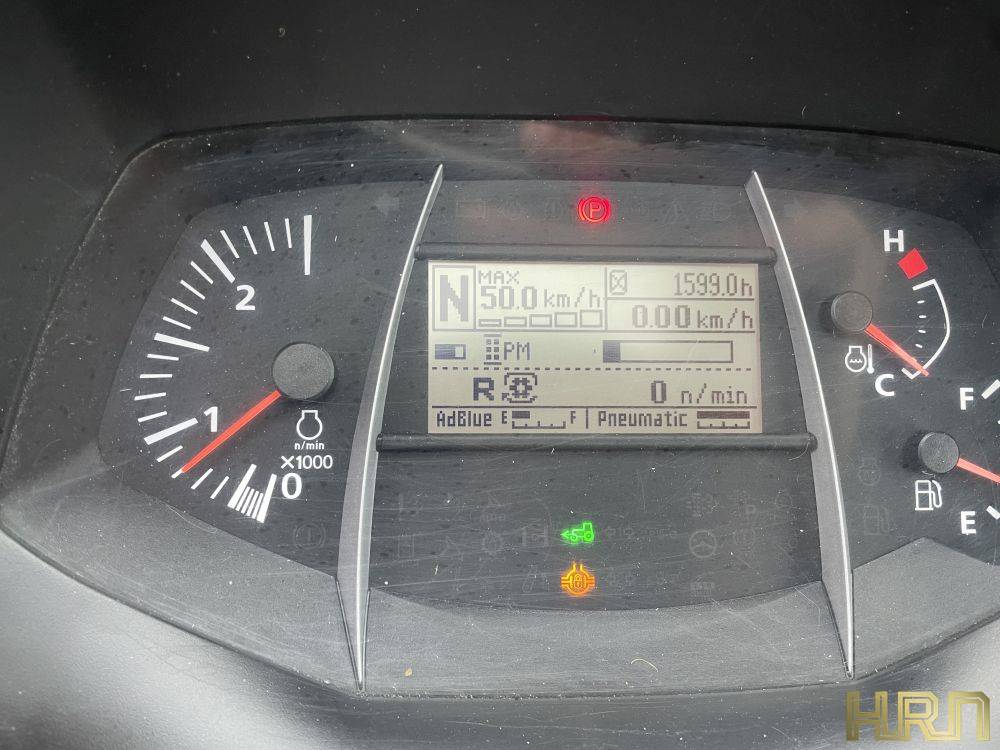 P
N MAX 50.0 km/h
1599.0h
0.00 km/h
PM
R 0 n/min
AdBlue E F | Pneumatic
2
1
0
n/min
×1000
H
C
F
E
HRN